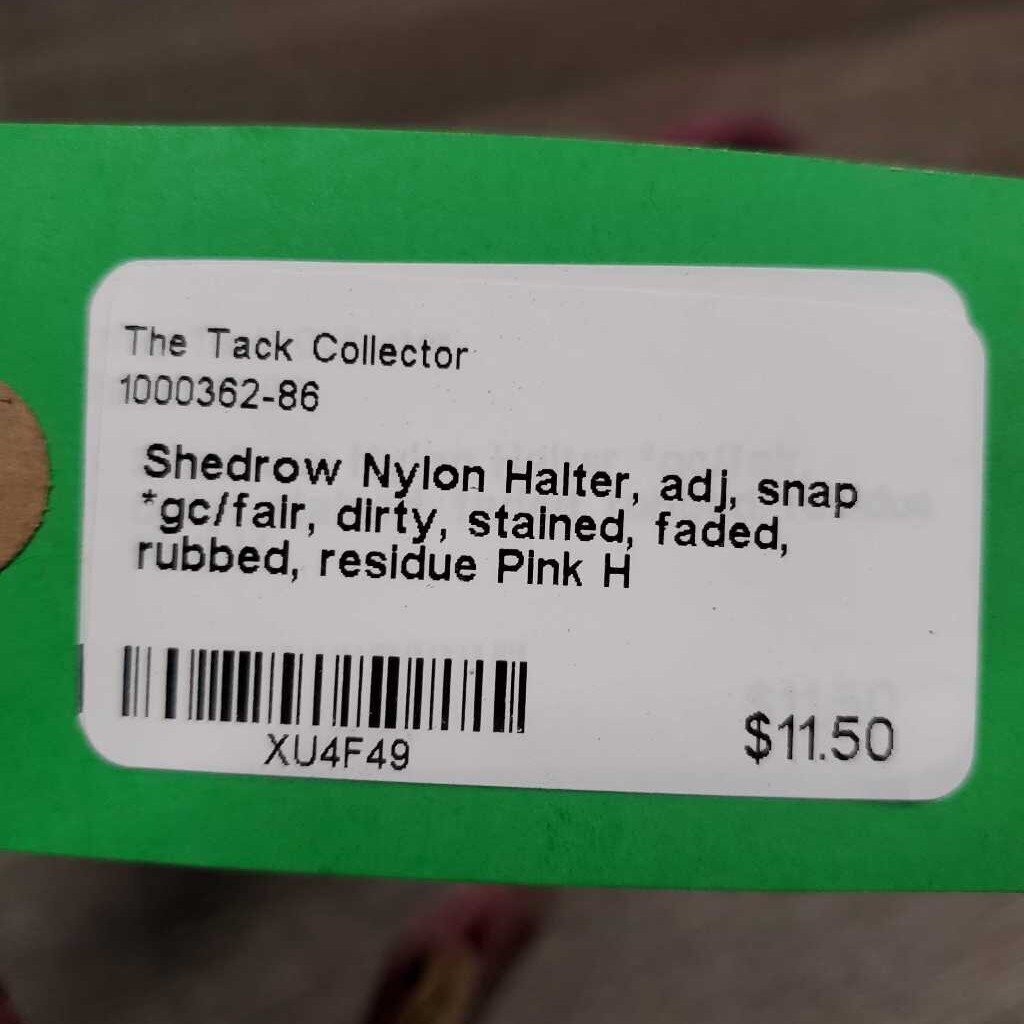 The Tack Collector
1000362-86
Shedrow Nylon Halter, adj, snap
*gc/fair, dirty, stained, faded,
rubbed, residue Pink H
XU4F49
$11.50